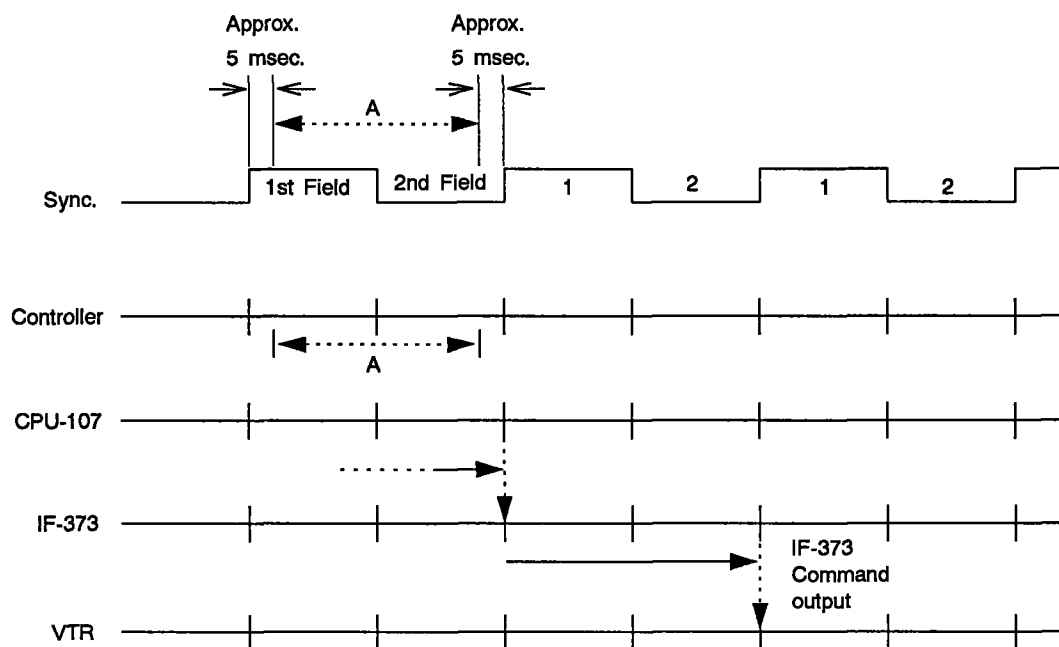 Approx.
5 msec.
Approx.
5 msec.
A
Sync.
1st Field
2nd Field
1
2
1
2
Controller
A
CPU-107
IF-373
IF-373
Command
output
VTR